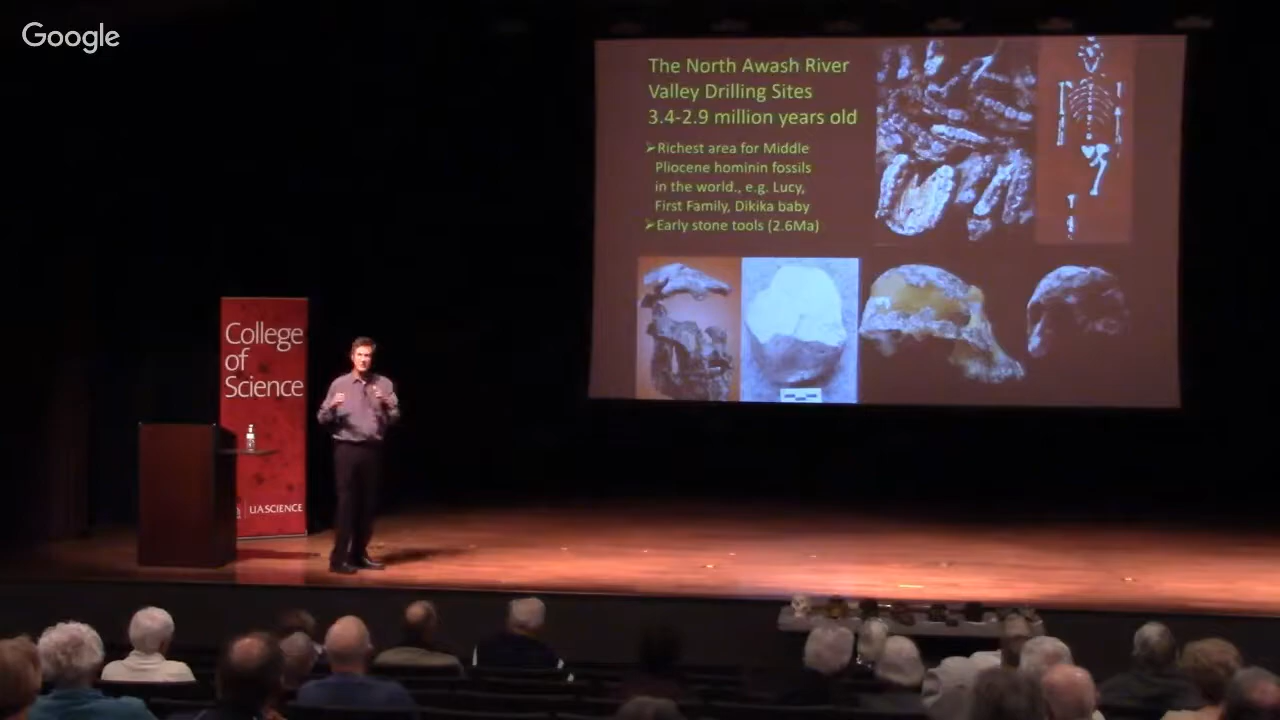 Google
The North Awash River
Valley Drilling Sites
3.4-2.9 million years old
➢Richest area for Middle
Pliocene hominin fossils
in the world., e.g. Lucy,
First Family, Dikika baby
➢Early stone tools (2.6Ma)
College
of
Science
UASCIENCE